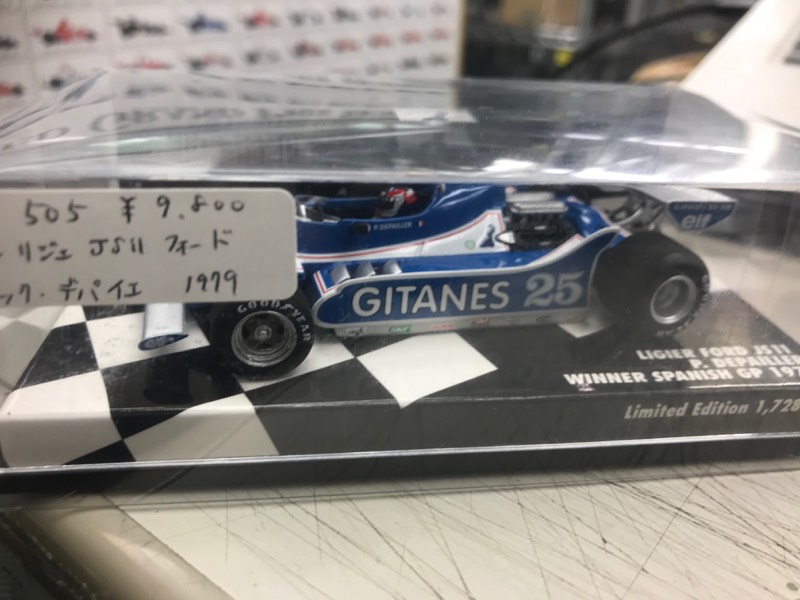 505 ¥9.800
リジェ JS11 フォード
ック・デパイエ 1979
P. DEPAILLER
elf
GITANES 25
GOODYEAR
LIGIER FORD JS11
P. DEPAILLER
WINNER SPANISH GP 197
Limited Edition 1,728